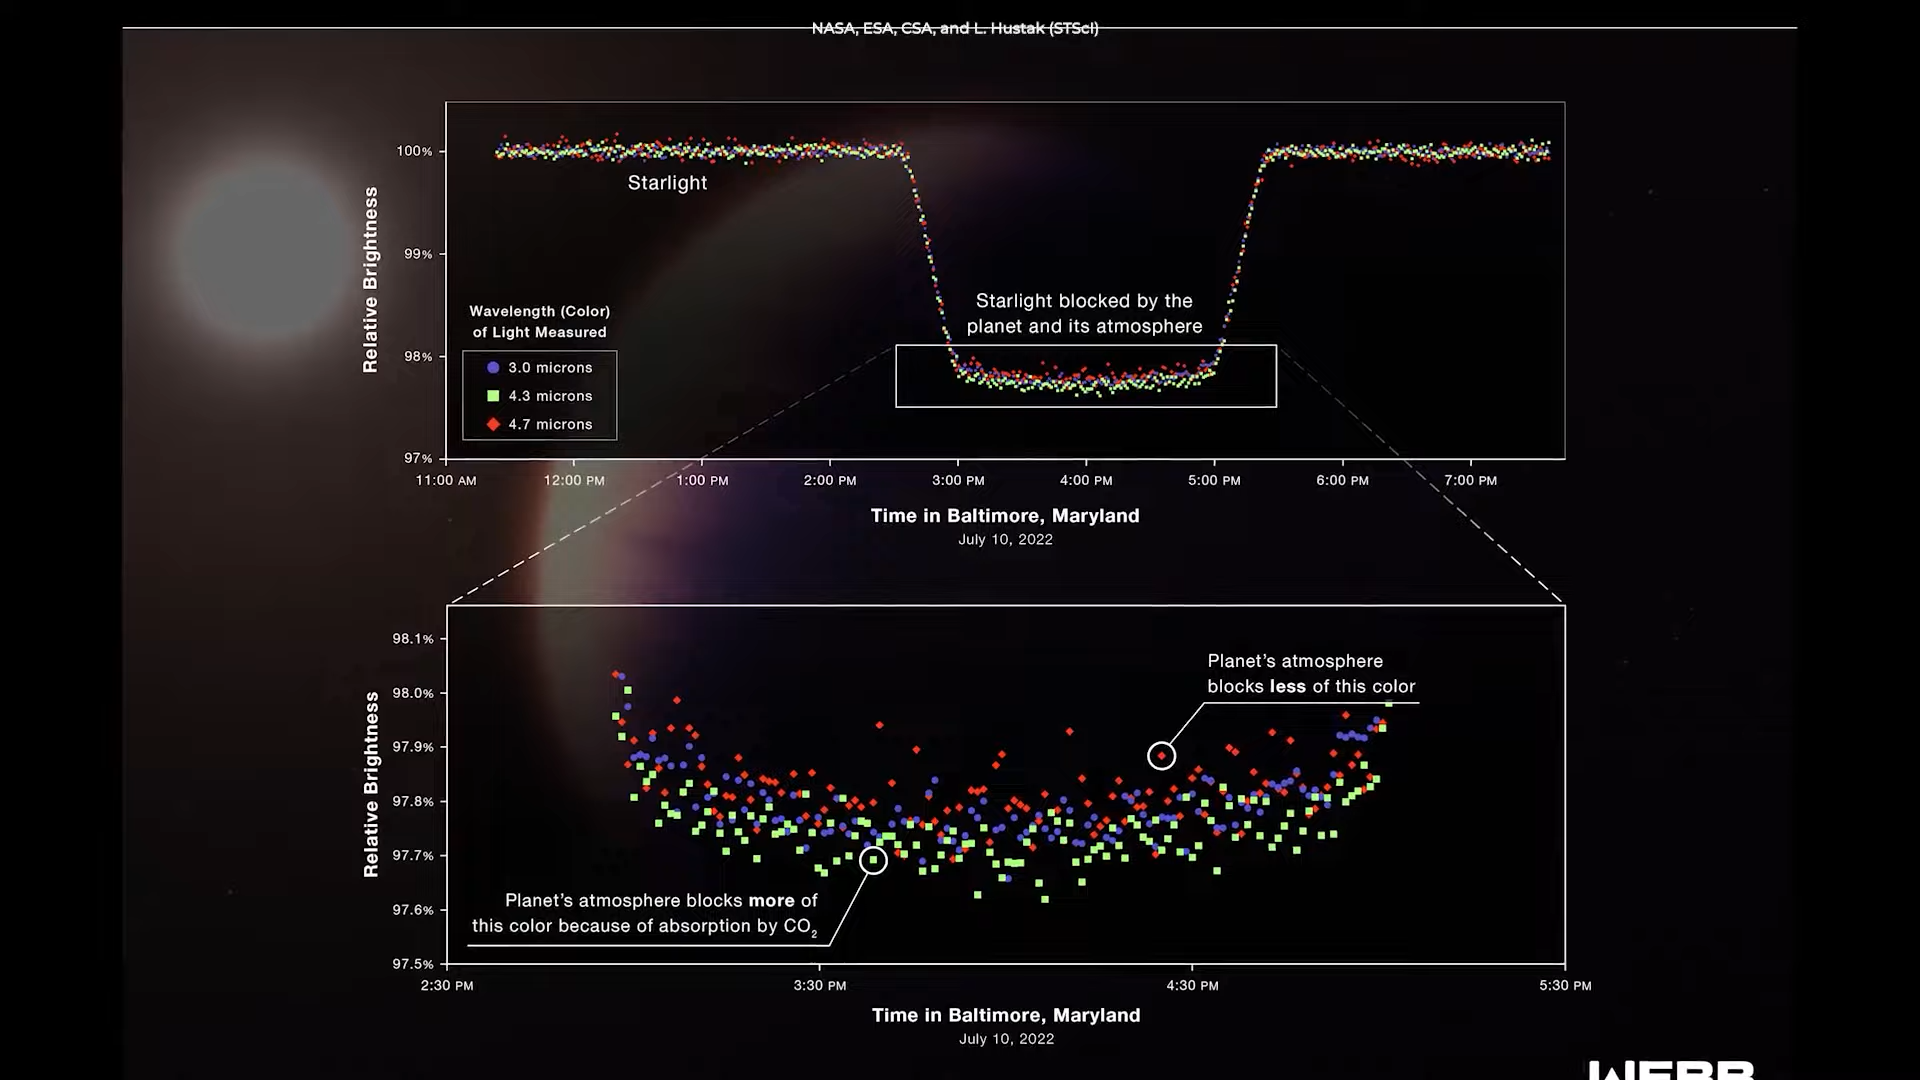 NASA, ESA, CSA, and L. Hustak (STScI)
100%
Starlight
99%
Relative Brightness
Starlight blocked by the
planet and its atmosphere
Wavelength (Color)
of Light Measured
98%
3.0 microns
4.3 microns
4.7 microns
97%
11:00 AM 12:00 PM 1:00 PM 2:00 PM 3:00 PM 4:00 PM 5:00 PM 6:00 PM 7:00 PM
Time in Baltimore, Maryland
July 10, 2022
98.1%
Planet’s atmosphere
blocks less of this color
98.0%
97.9%
Relative Brightness
97.8%
97.7%
Planet’s atmosphere blocks more of
this color because of absorption by CO₂
97.6%
97.5%
2:30 PM 3:30 PM 4:30 PM 5:30 PM
Time in Baltimore, Maryland
July 10, 2022
WEBB